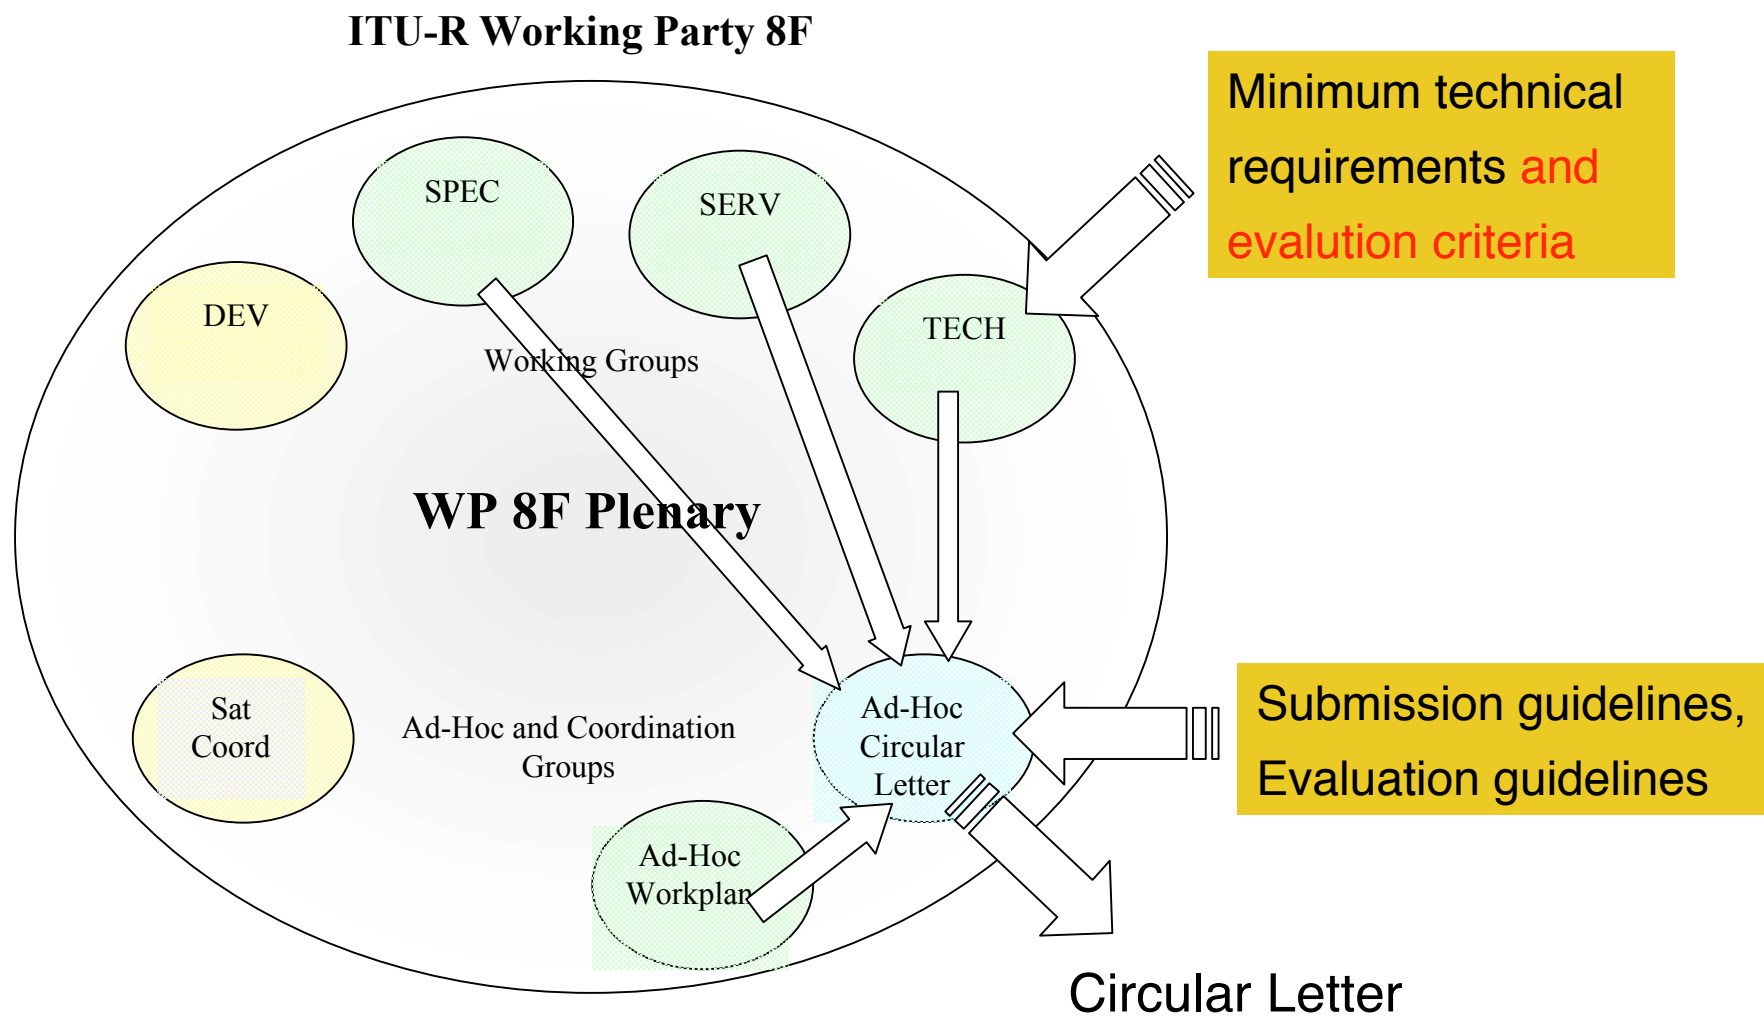 ITU-R Working Party 8F
Minimum technical
requirements and
evalution criteria
SPEC
SERV
DEV
TECH
Working Groups
WP 8F Plenary
Sat
Coord
Ad-Hoc and Coordination
Groups
Ad-Hoc
Circular
Letter
Submission guidelines,
Evaluation guidelines
Ad-Hoc
Workplan
Circular Letter